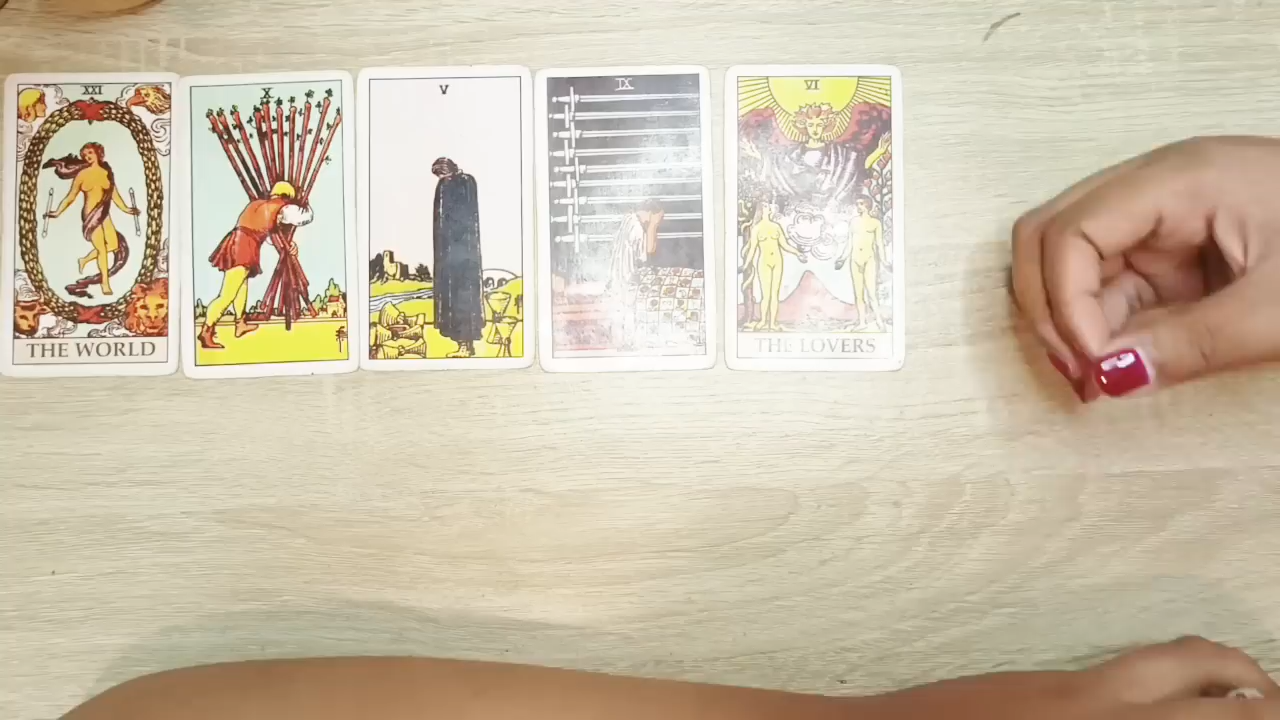 XXI
X
V
IX
VI
THE WORLD
THE LOVERS